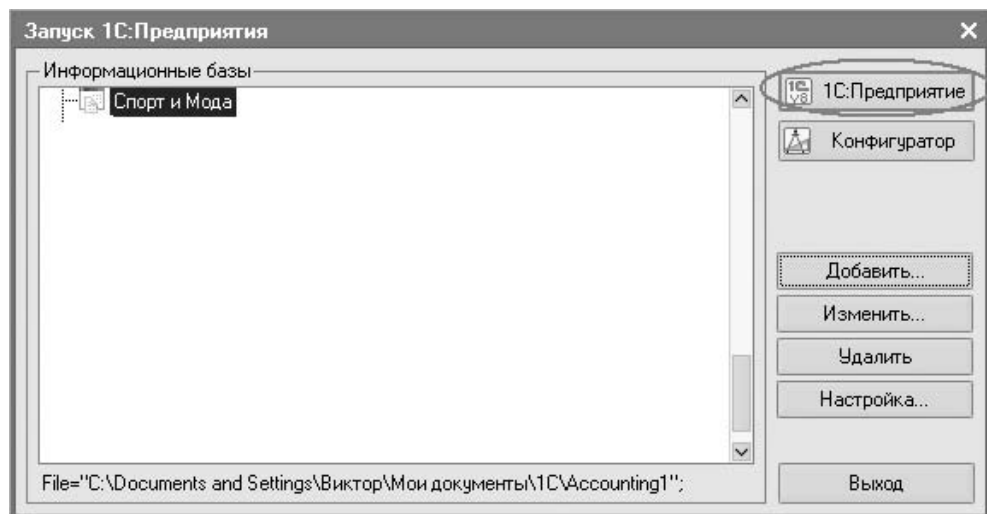 Запуск 1С:Предприятия
Информационные базы
Спорт и Мода
1С:Предприятие
Конфигуратор
Добавить...
Изменить...
Удалить
Настройка...
File="C:\Documents and Settings\Виктор\Мои документы\1C\Accounting1";
Выход